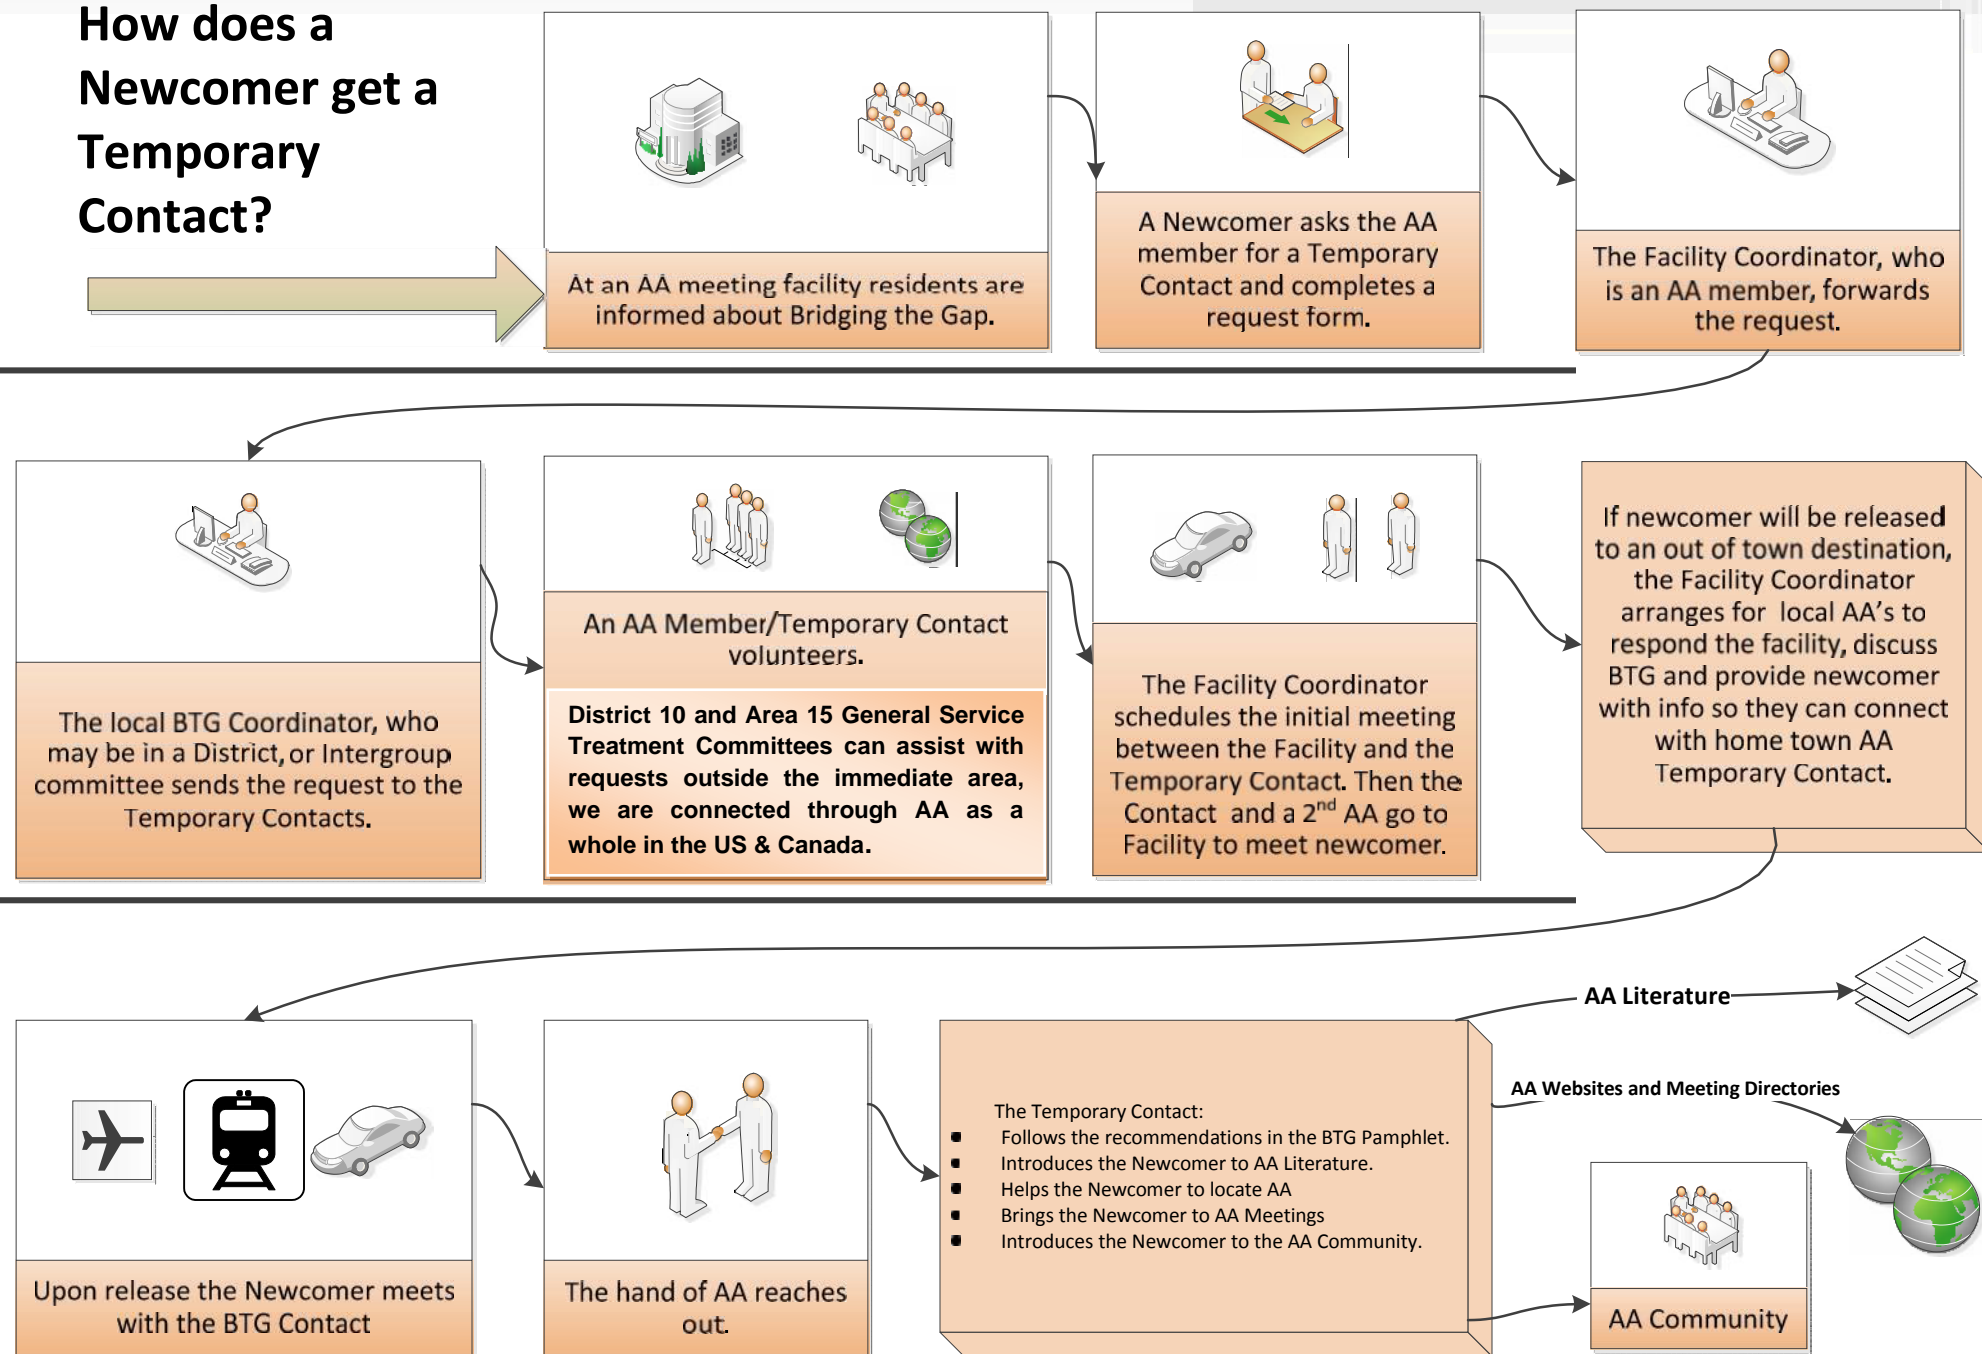 How does a
Newcomer get a
Temporary
Contact?
At an AA meeting facility residents are
informed about Bridging the Gap.
A Newcomer asks the AA
member for a Temporary
Contact and completes a
request form.
The Facility Coordinator, who
is an AA member, forwards
the request.
The local BTG Coordinator, who
may be in a District, or Intergroup
committee sends the request to the
Temporary Contacts.
An AA Member/Temporary Contact
volunteers.
District 10 and Area 15 General Service
Treatment Committees can assist with
requests outside the immediate area,
we are connected through AA as a
whole in the US & Canada.
The Facility Coordinator
schedules the initial meeting
between the Facility and the
Temporary Contact. Then the
Contact and a 2nd AA go to
Facility to meet newcomer.
If newcomer will be released
to an out of town destination,
the Facility Coordinator
arranges for local AA's to
respond the facility, discuss
BTG and provide newcomer
with info so they can connect
with home town AA
Temporary Contact.
Upon release the Newcomer meets
with the BTG Contact
The hand of AA reaches
out.
The Temporary Contact:
▪ Follows the recommendations in the BTG Pamphlet.
▪ Introduces the Newcomer to AA Literature.
▪ Helps the Newcomer to locate AA
▪ Brings the Newcomer to AA Meetings
▪ Introduces the Newcomer to the AA Community.
AA Literature
AA Websites and Meeting Directories
AA Community